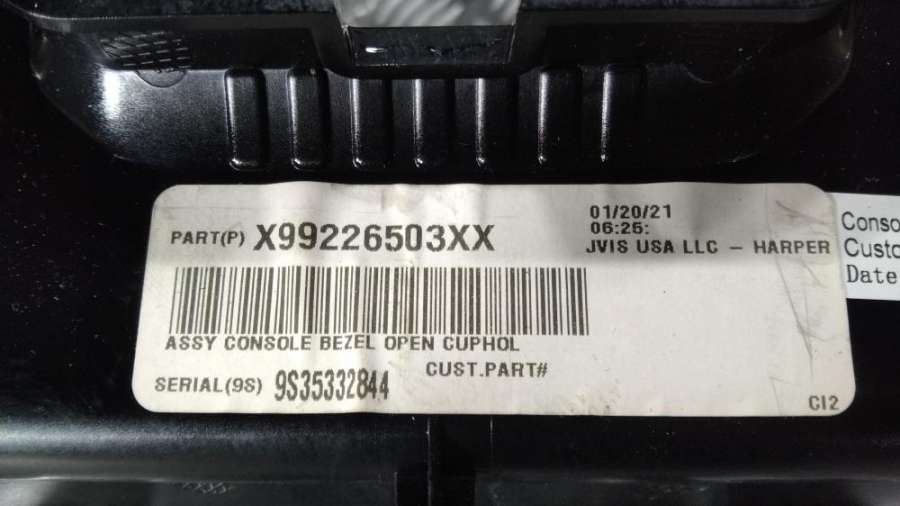 PART(P) X99226503XX
01/20/21
06:25:
JVIS USA LLC – HARPER
ASSY CONSOLE BEZEL OPEN CUPHOL
CUST.PART#
SERIAL(9S) 9S35332844
C12
Conso
Custo
Date